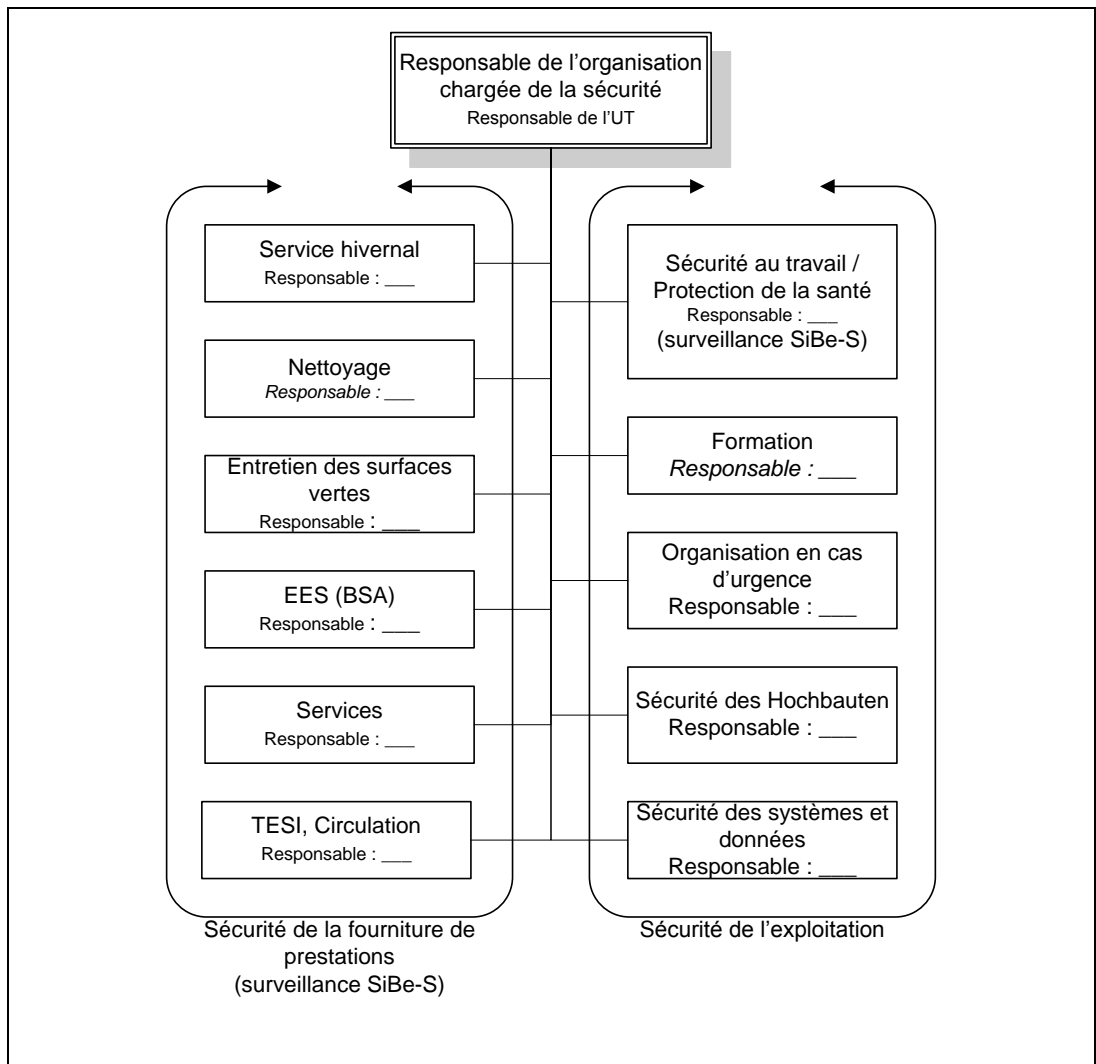 Responsable de l’organisation
chargée de la sécurité
Responsable de l’UT
Service hivernal
Responsable : ___
Nettoyage
Responsable : ___
Entretien des surfaces
vertes
Responsable : ___
EES (BSA)
Responsable : ___
Services
Responsable : ___
TESI, Circulation
Responsable : ___
Sécurité de la fourniture de
prestations
(surveillance SiBe-S)
Sécurité au travail /
Protection de la santé
Responsable : ___
(surveillance SiBe-S)
Formation
Responsable : ___
Organisation en cas
d’urgence
Responsable : ___
Sécurité des Hochbauten
Responsable : ___
Sécurité des systèmes et
données
Responsable : ___
Sécurité de l’exploitation